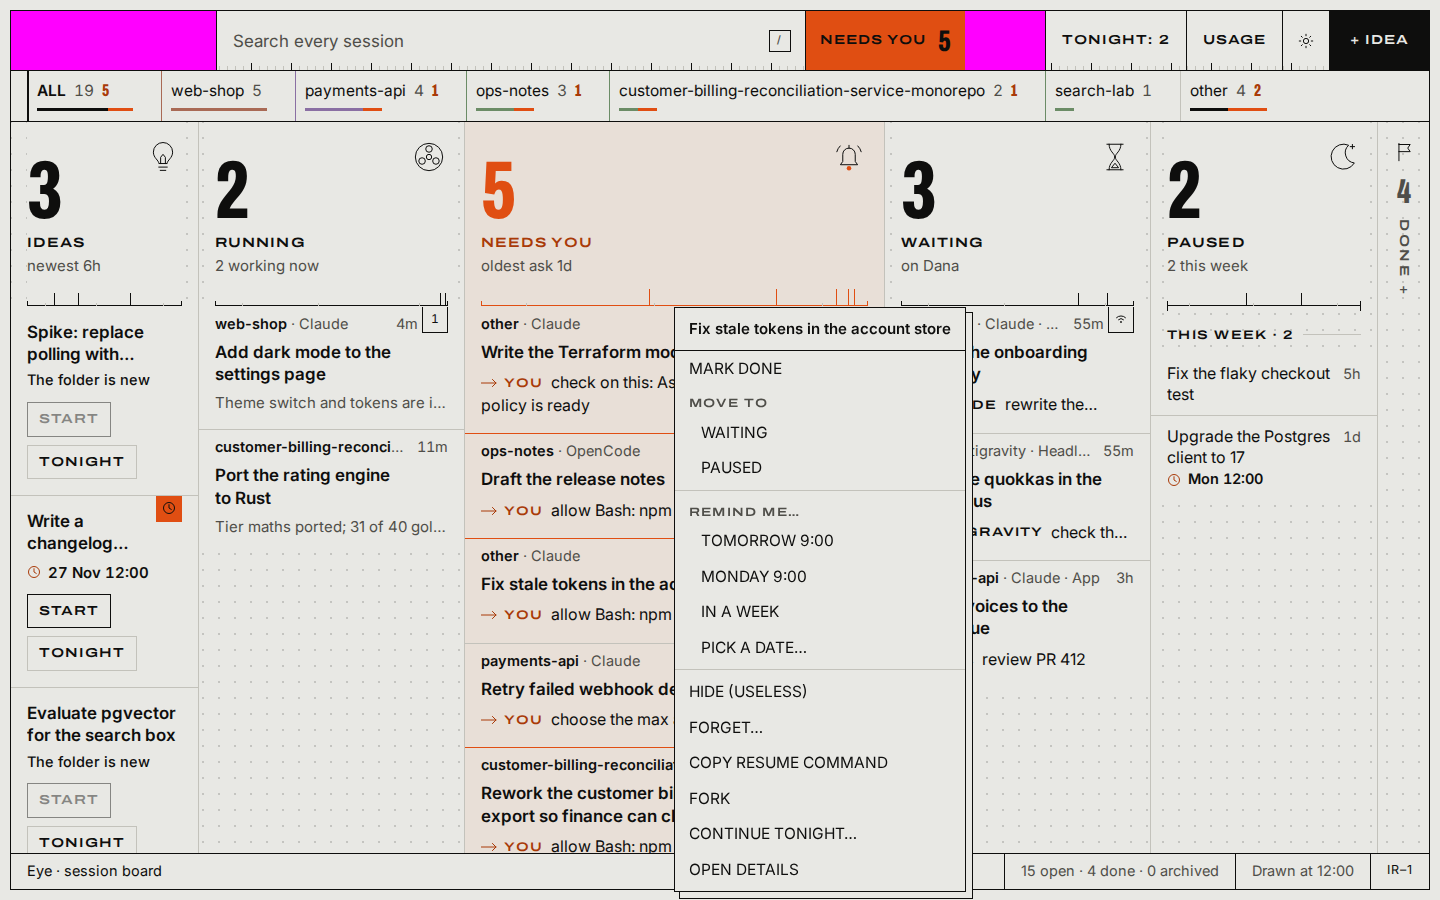 Search every session
/
NEEDS YOU 5
TONIGHT: 2
USAGE
+ IDEA
ALL 19 5
web-shop 5
payments-api 4 1
ops-notes 3 1
customer-billing-reconciliation-service-monorepo 2 1
search-lab 1
other 4 2
3
IDEAS
newest 6h
Spike: replace
polling with...
The folder is new
START
TONIGHT
Write a
changelog...
27 Nov 12:00
START
TONIGHT
Evaluate pgvector
for the search box
The folder is new
START
TONIGHT
2
RUNNING
2 working now
web-shop · Claude 4m 1
Add dark mode to the
settings page
Theme switch and tokens are i...
customer-billing-reconci... 11m
Port the rating engine
to Rust
Tier maths ported; 31 of 40 gol...
5
NEEDS YOU
oldest ask 1d
other · Claude
Write the Terraform
→ YOU check on this:
policy is ready
ops-notes · OpenCode
Draft the release notes
→ YOU allow Bash: npm
other · Claude
Fix stale tokens in the
→ YOU allow Bash: npm
payments-api · Claude
Retry failed webhook
→ YOU choose the max
customer-billing-
Rework the customer
export so finance can
→ YOU allow Bash: npm
Fix stale tokens in the account store
MARK DONE
MOVE TO
WAITING
PAUSED
REMIND ME...
TOMORROW 9:00
MONDAY 9:00
IN A WEEK
PICK A DATE...
HIDE (USELESS)
FORGET...
COPY RESUME COMMAND
FORK
CONTINUE TONIGHT...
OPEN DETAILS
3
WAITING
on Dana
· Claude · ... 55m
onboarding
rewrite the...
· Headl... 55m
quokkas in the
check th...
-api · Claude · App 3h
to the
review PR 412
2
PAUSED
2 this week
THIS WEEK · 2
Fix the flaky checkout 5h
test
Upgrade the Postgres 1d
client to 17
Mon 12:00
4 DONE +
Eye · session board
15 open · 4 done · 0 archived
Drawn at 12:00
IR-1